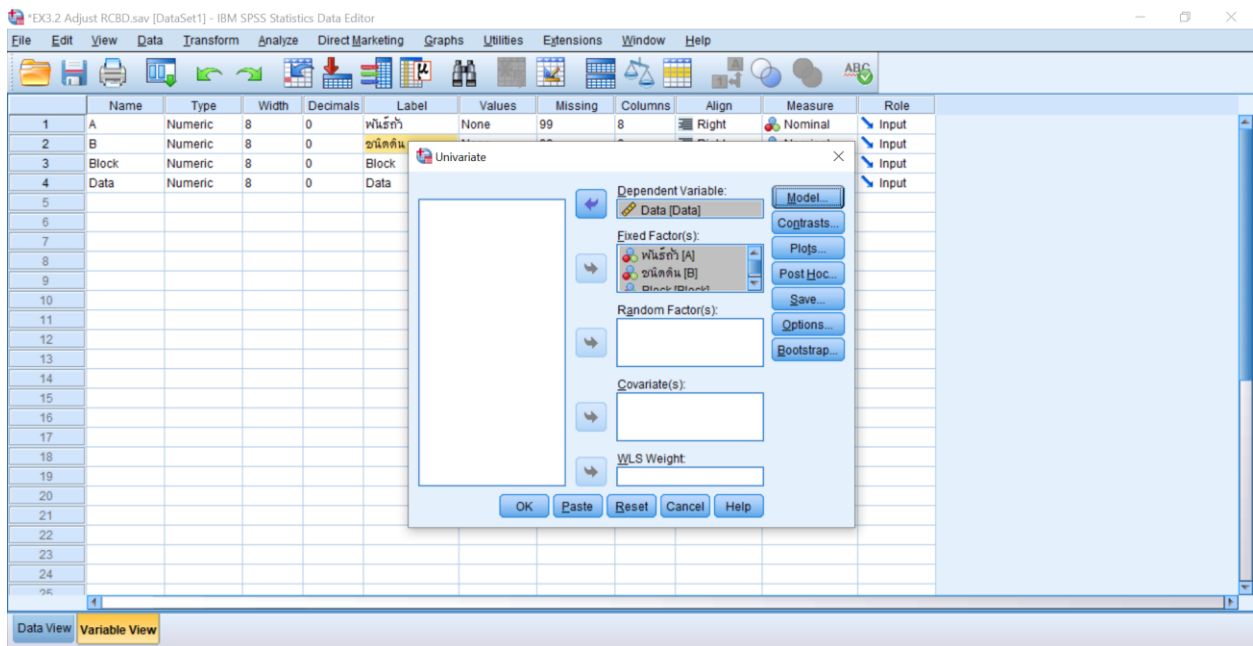 *EX3.2 Adjust RCBD.sav [DataSet1] - IBM SPSS Statistics Data Editor
File Edit View Data Transform Analyze Direct Marketing Graphs Utilities Extensions Window Help
Name Type Width Decimals Label Values Missing Columns Align Measure Role
1 A Numeric 8 0 พันธ์ถั่ว None 99 8 Right Nominal Input
2 B Numeric 8 0 ชนิดดิน Input
3 Block Numeric 8 0 Block Input
4 Data Numeric 8 0 Data Input
5
6
7
8
9
10
11
12
13
14
15
16
17
18
19
20
21
22
23
24
25
Univariate
Dependent Variable:
Data [Data]
Fixed Factor(s):
พันธ์ถั่ว [A]
ชนิดดิน [B]
Block [Block]
Random Factor(s):
Covariate(s):
WLS Weight:
Model...
Contrasts...
Plots...
Post Hoc...
Save...
Options...
Bootstrap...
OK Paste Reset Cancel Help
Data View Variable View